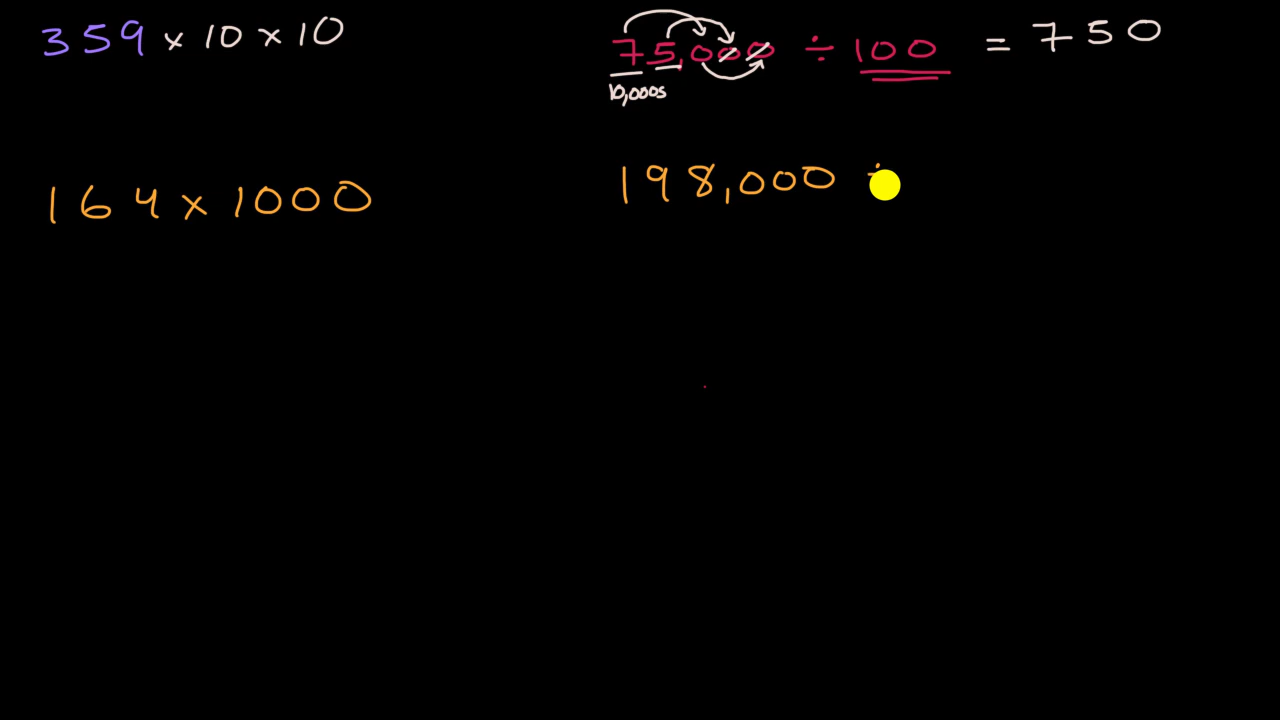 359 × 10 × 10
75,000 ÷ 100 = 750
10,000s
164 × 1000
198,000 ÷